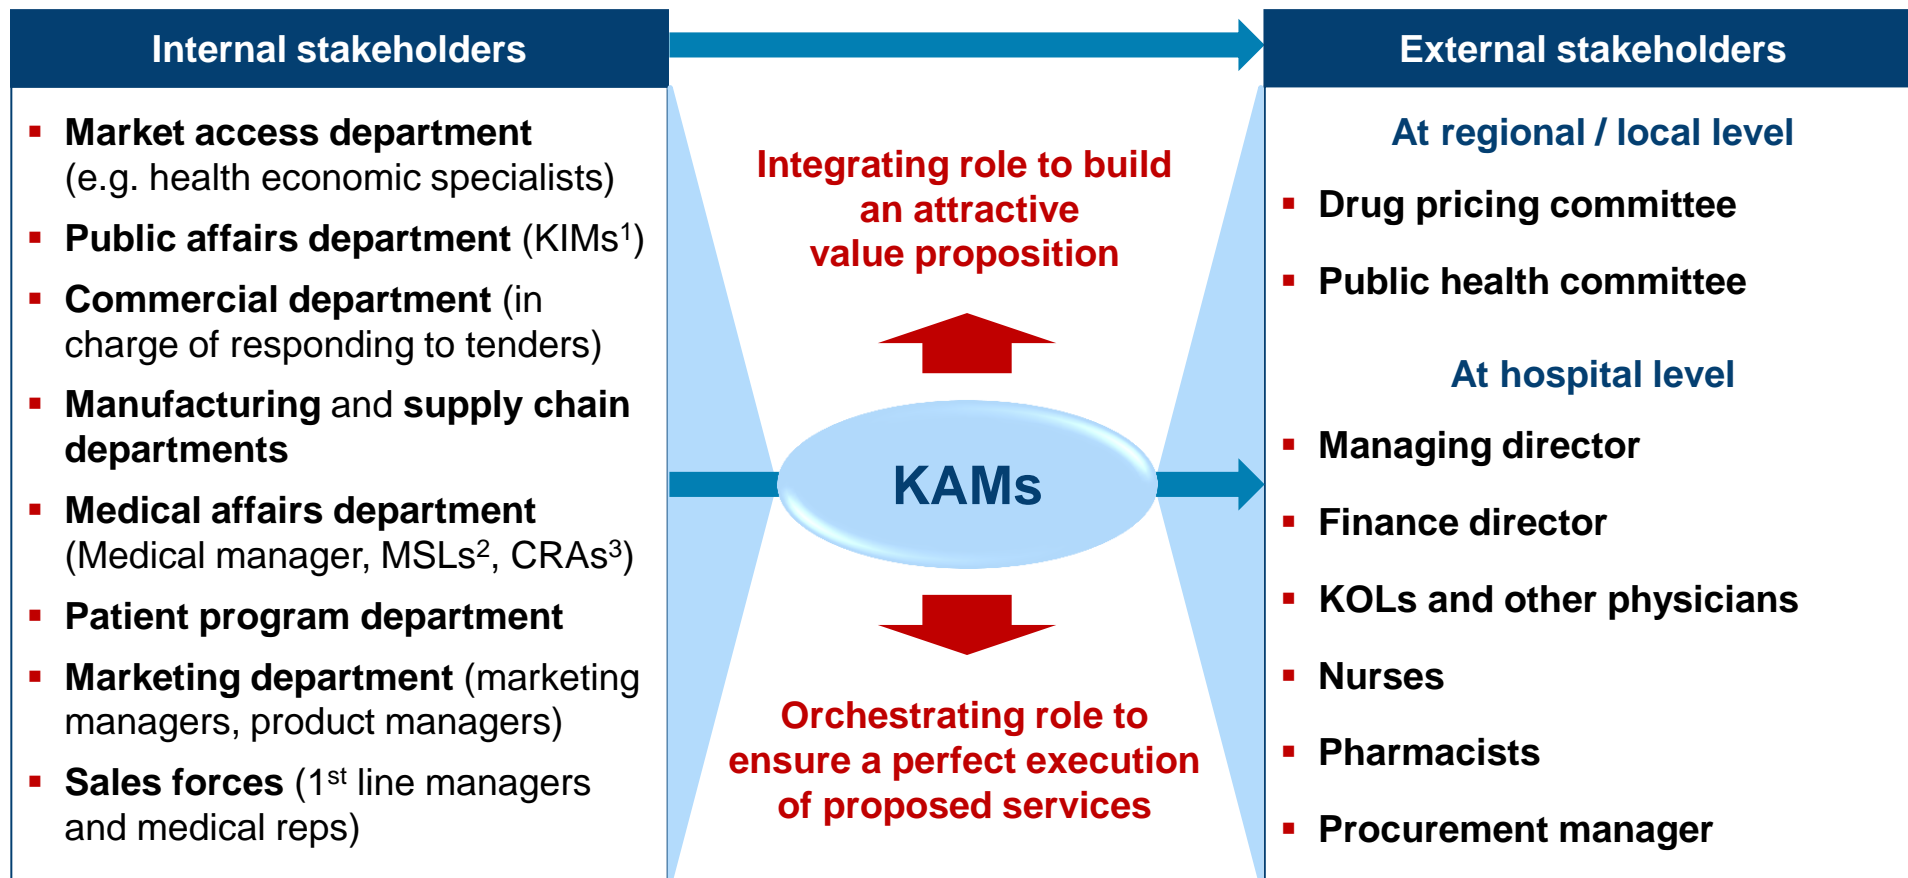 Internal stakeholders
▪ Market access department
(e.g. health economic specialists)
▪ Public affairs department (KIMs¹)
▪ Commercial department (in
charge of responding to tenders)
▪ Manufacturing and supply chain
departments
▪ Medical affairs department
(Medical manager, MSLs², CRAs³)
▪ Patient program department
▪ Marketing department (marketing
managers, product managers)
▪ Sales forces (1st line managers
and medical reps)
Integrating role to build
an attractive
value proposition
KAMs
Orchestrating role to
ensure a perfect execution
of proposed services
External stakeholders
At regional / local level
▪ Drug pricing committee
▪ Public health committee
At hospital level
▪ Managing director
▪ Finance director
▪ KOLs and other physicians
▪ Nurses
▪ Pharmacists
▪ Procurement manager